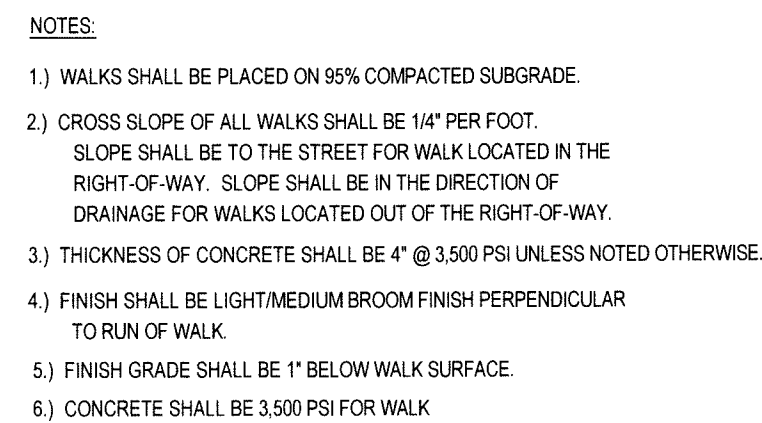 NOTES:
1.) WALKS SHALL BE PLACED ON 95% COMPACTED SUBGRADE.
2.) CROSS SLOPE OF ALL WALKS SHALL BE 1/4" PER FOOT.
SLOPE SHALL BE TO THE STREET FOR WALK LOCATED IN THE
RIGHT-OF-WAY. SLOPE SHALL BE IN THE DIRECTION OF
DRAINAGE FOR WALKS LOCATED OUT OF THE RIGHT-OF-WAY.
3.) THICKNESS OF CONCRETE SHALL BE 4" @ 3,500 PSI UNLESS NOTED OTHERWISE.
4.) FINISH SHALL BE LIGHT/MEDIUM BROOM FINISH PERPENDICULAR
TO RUN OF WALK.
5.) FINISH GRADE SHALL BE 1" BELOW WALK SURFACE.
6.) CONCRETE SHALL BE 3,500 PSI FOR WALK